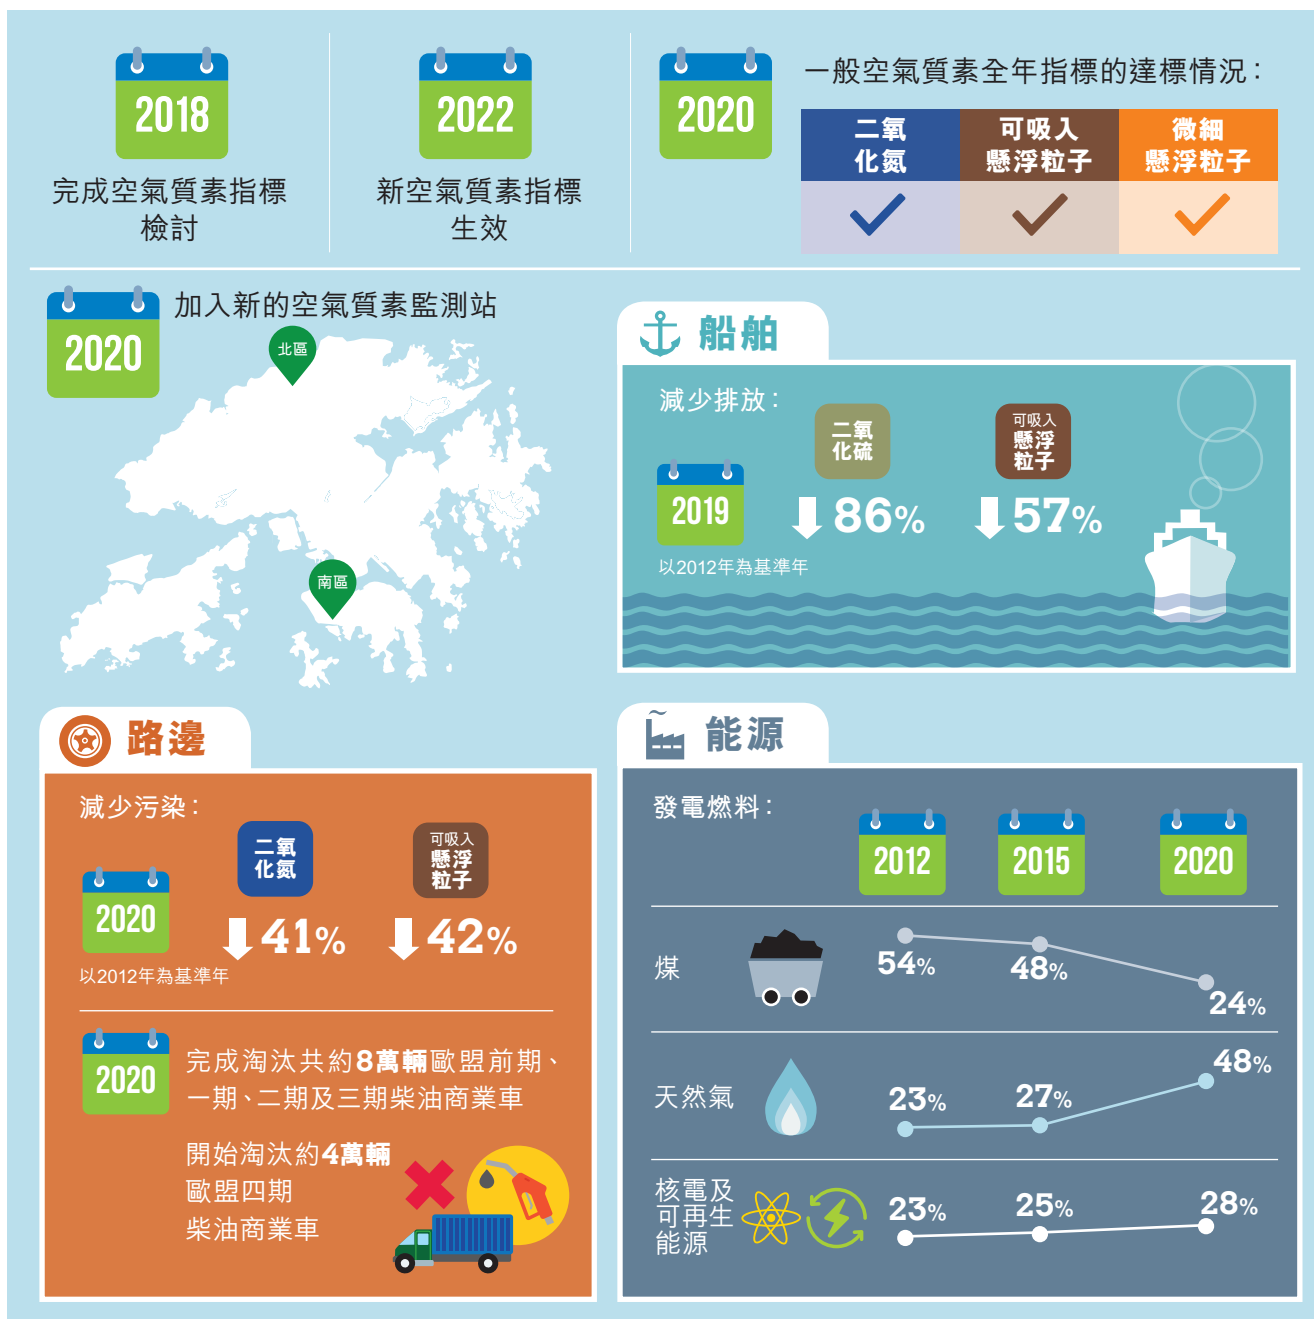 2018
完成空氣質素指標
檢討
2022
新空氣質素指標
生效
2020
一般空氣質素全年指標的達標情況：
二氧
化氮
可吸入
懸浮粒子
微細
懸浮粒子
2020
加入新的空氣質素監測站
北區
南區
船舶
減少排放：
2019
二氧
化硫
86%
可吸入
懸浮
粒子
57%
以2012年為基準年
路邊
減少污染：
2020
二氧
化氮
41%
可吸入
懸浮
粒子
42%
以2012年為基準年
2020
完成淘汰共約8萬輛歐盟前期、
一期、二期及三期柴油商業車
開始淘汰約4萬輛
歐盟四期
柴油商業車
能源
發電燃料：
2012
2015
2020
煤
54%
48%
24%
天然氣
23%
27%
48%
核電及
可再生
能源
23%
25%
28%